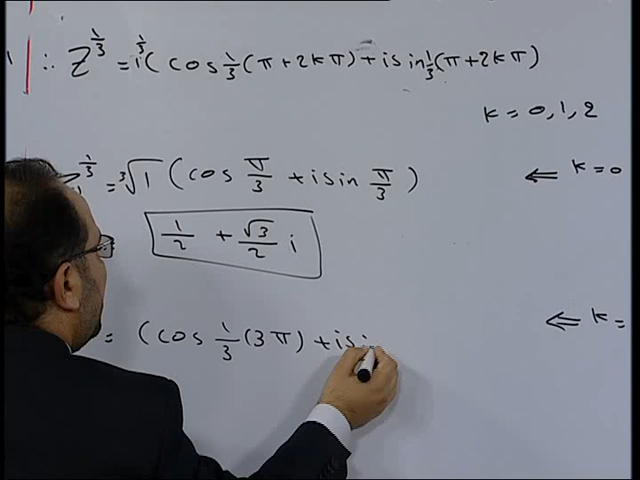 1 ∴ Z^{1/3} = 1^{1/3} (cos 1/3 (π + 2kπ) + i sin 1/3 (π + 2kπ)
k = 0, 1, 2
Z^{1/3} = ∛1 (cos π/3 + i sin π/3) ⇐ k = 0
1/2 + √3/2 i
= (cos 1/3 (3π) + i s ⇐ k =